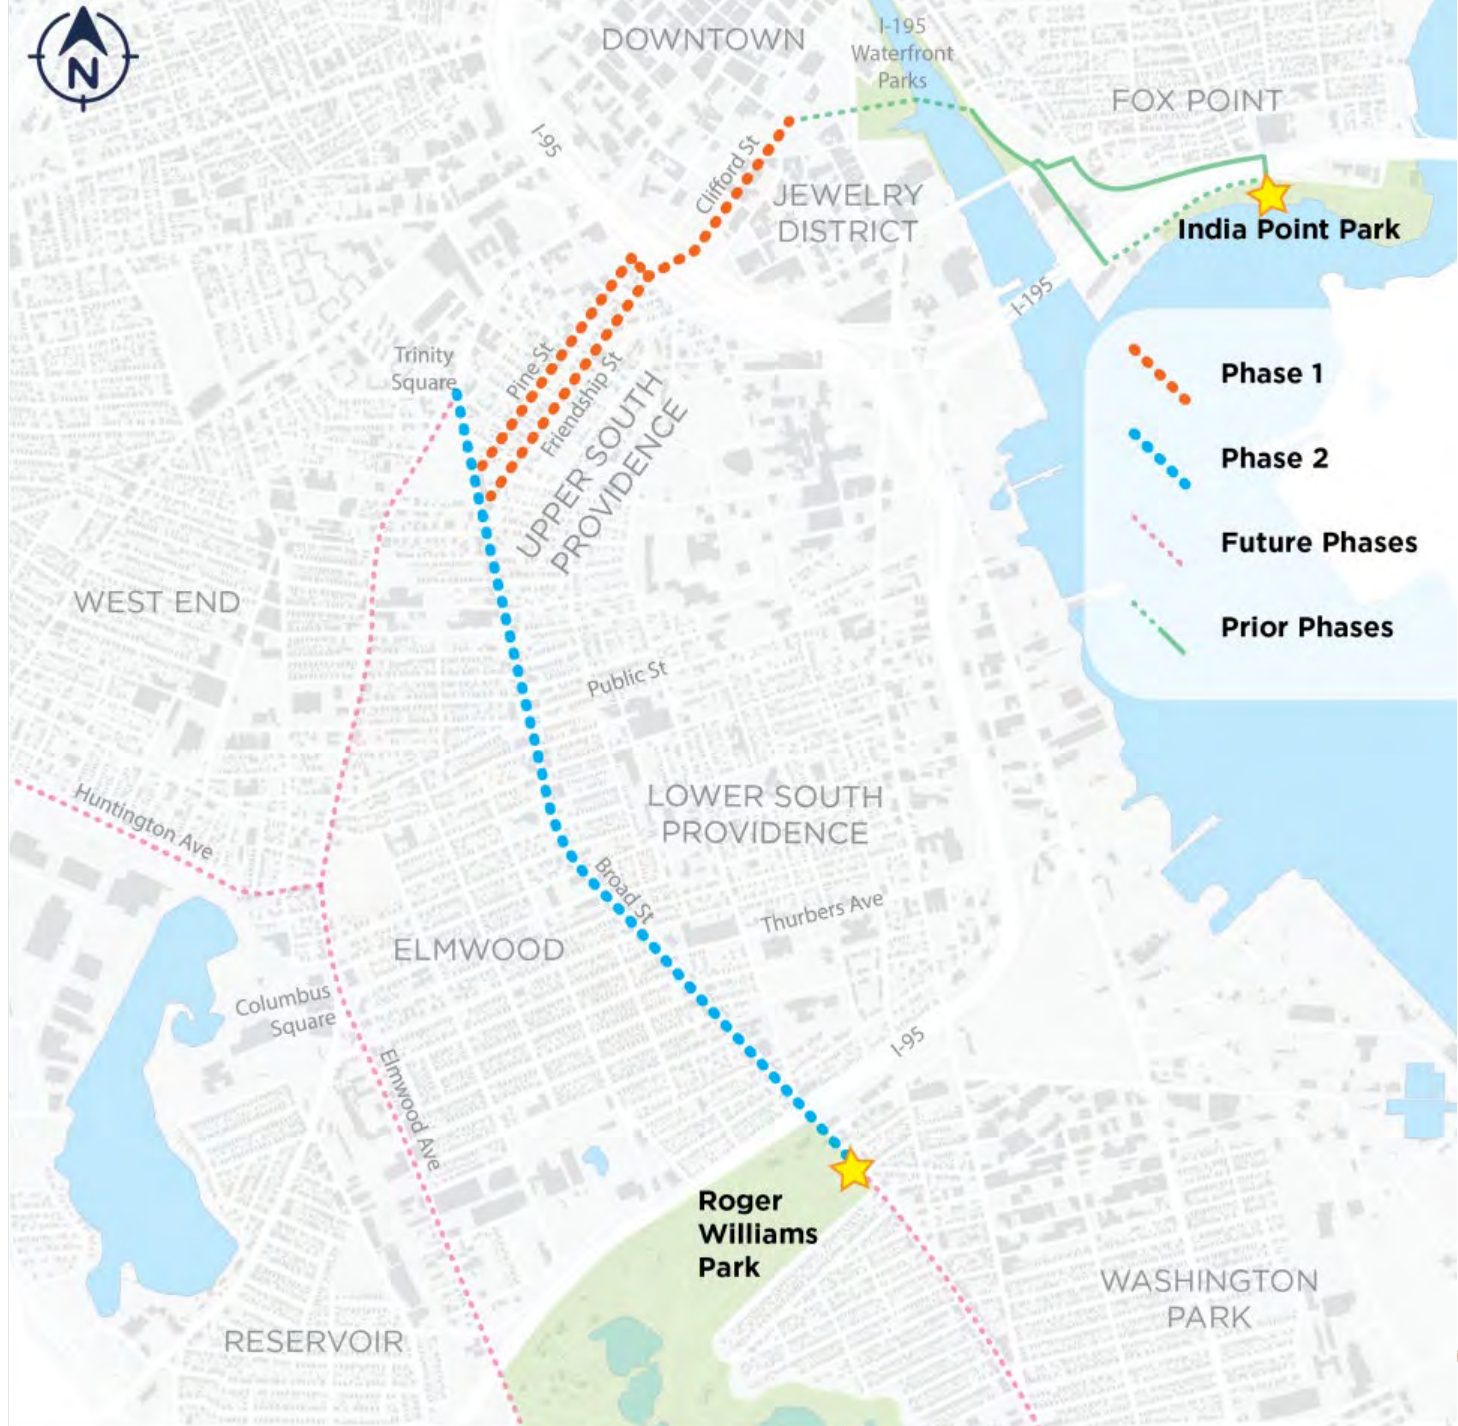 N
DOWNTOWN
I-195
Waterfront
Parks
FOX POINT
I-95
Clifford St
JEWELRY
DISTRICT
India Point Park
I-195
Trinity
Square
Pine St
Friendship St
UPPER SOUTH
PROVIDENCE
Phase 1
Phase 2
Future Phases
Prior Phases
WEST END
Public St
Huntington Ave
LOWER SOUTH
PROVIDENCE
Broad St
Thurbers Ave
ELMWOOD
Columbus
Square
I-95
Elmwood Ave
Roger
Williams
Park
WASHINGTON
PARK
RESERVOIR